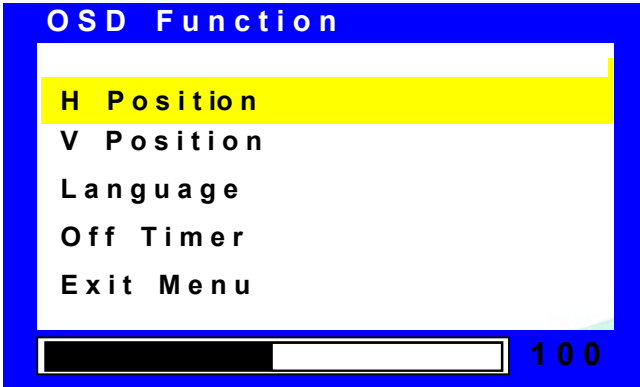 OSD Function
H Position
V Position
Language
Off Timer
Exit Menu
100